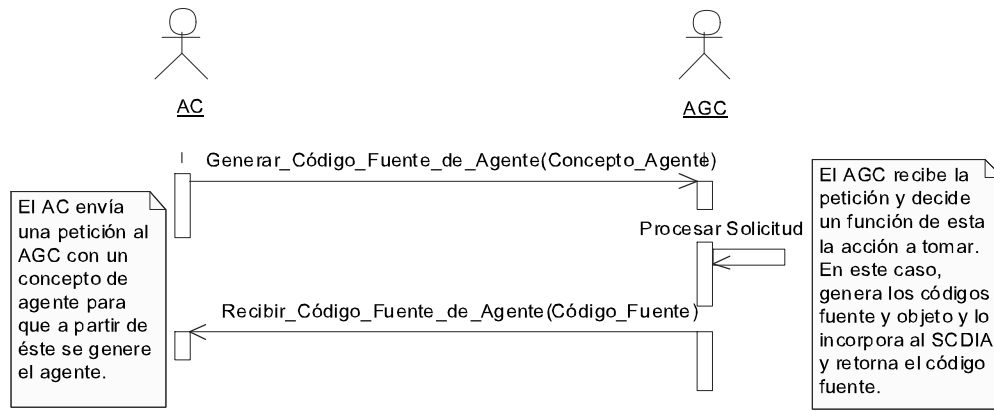 AC
AGC
Generar_Código_Fuente_de_Agente(Concepto_Agente)
El AC envía
una petición al
AGC con un
concepto de
agente para
que a partir de
éste se genere
el agente.
Procesar Solicitud
Recibir_Código_Fuente_de_Agente(Código_Fuente)
El AGC recibe la
petición y decide
un función de esta
la acción a tomar.
En este caso,
genera los códigos
fuente y objeto y lo
incorpora al SCDIA
y retorna el código
fuente.